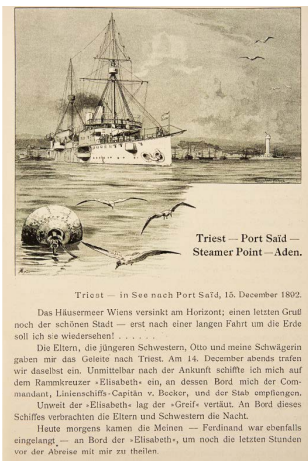 Triest — Port Saïd —
Steamer Point — Aden.
Triest — in See nach Port Saïd, 15. December 1892.
Das Häusermeer Wiens versinkt am Horizont; einen letzten Gruß
noch der schönen Stadt — erst nach einer langen Fahrt um die Erde
soll ich sie wiedersehen! . . . . . .
Die Eltern, die jüngeren Schwestern, Otto und meine Schwägerin
gaben mir das Geleite nach Triest. Am 14. December abends trafen
wir daselbst ein. Unmittelbar nach der Ankunft schiffte ich mich auf
dem Rammkreuzer »Elisabeth« ein, an dessen Bord mich der Com-
mandant, Linienschiffs-Capitän v. Becker, und der Stab empfiengen.
Unweit der »Elisabeth« lag der »Greif« vertäut. An Bord dieses
Schiffes verbrachten die Eltern und Schwestern die Nacht.
Heute morgens kamen die Meinen — Ferdinand war ebenfalls
eingelangt — an Bord der »Elisabeth«, um noch die letzten Stunden
vor der Abreise mit mir zu theilen.